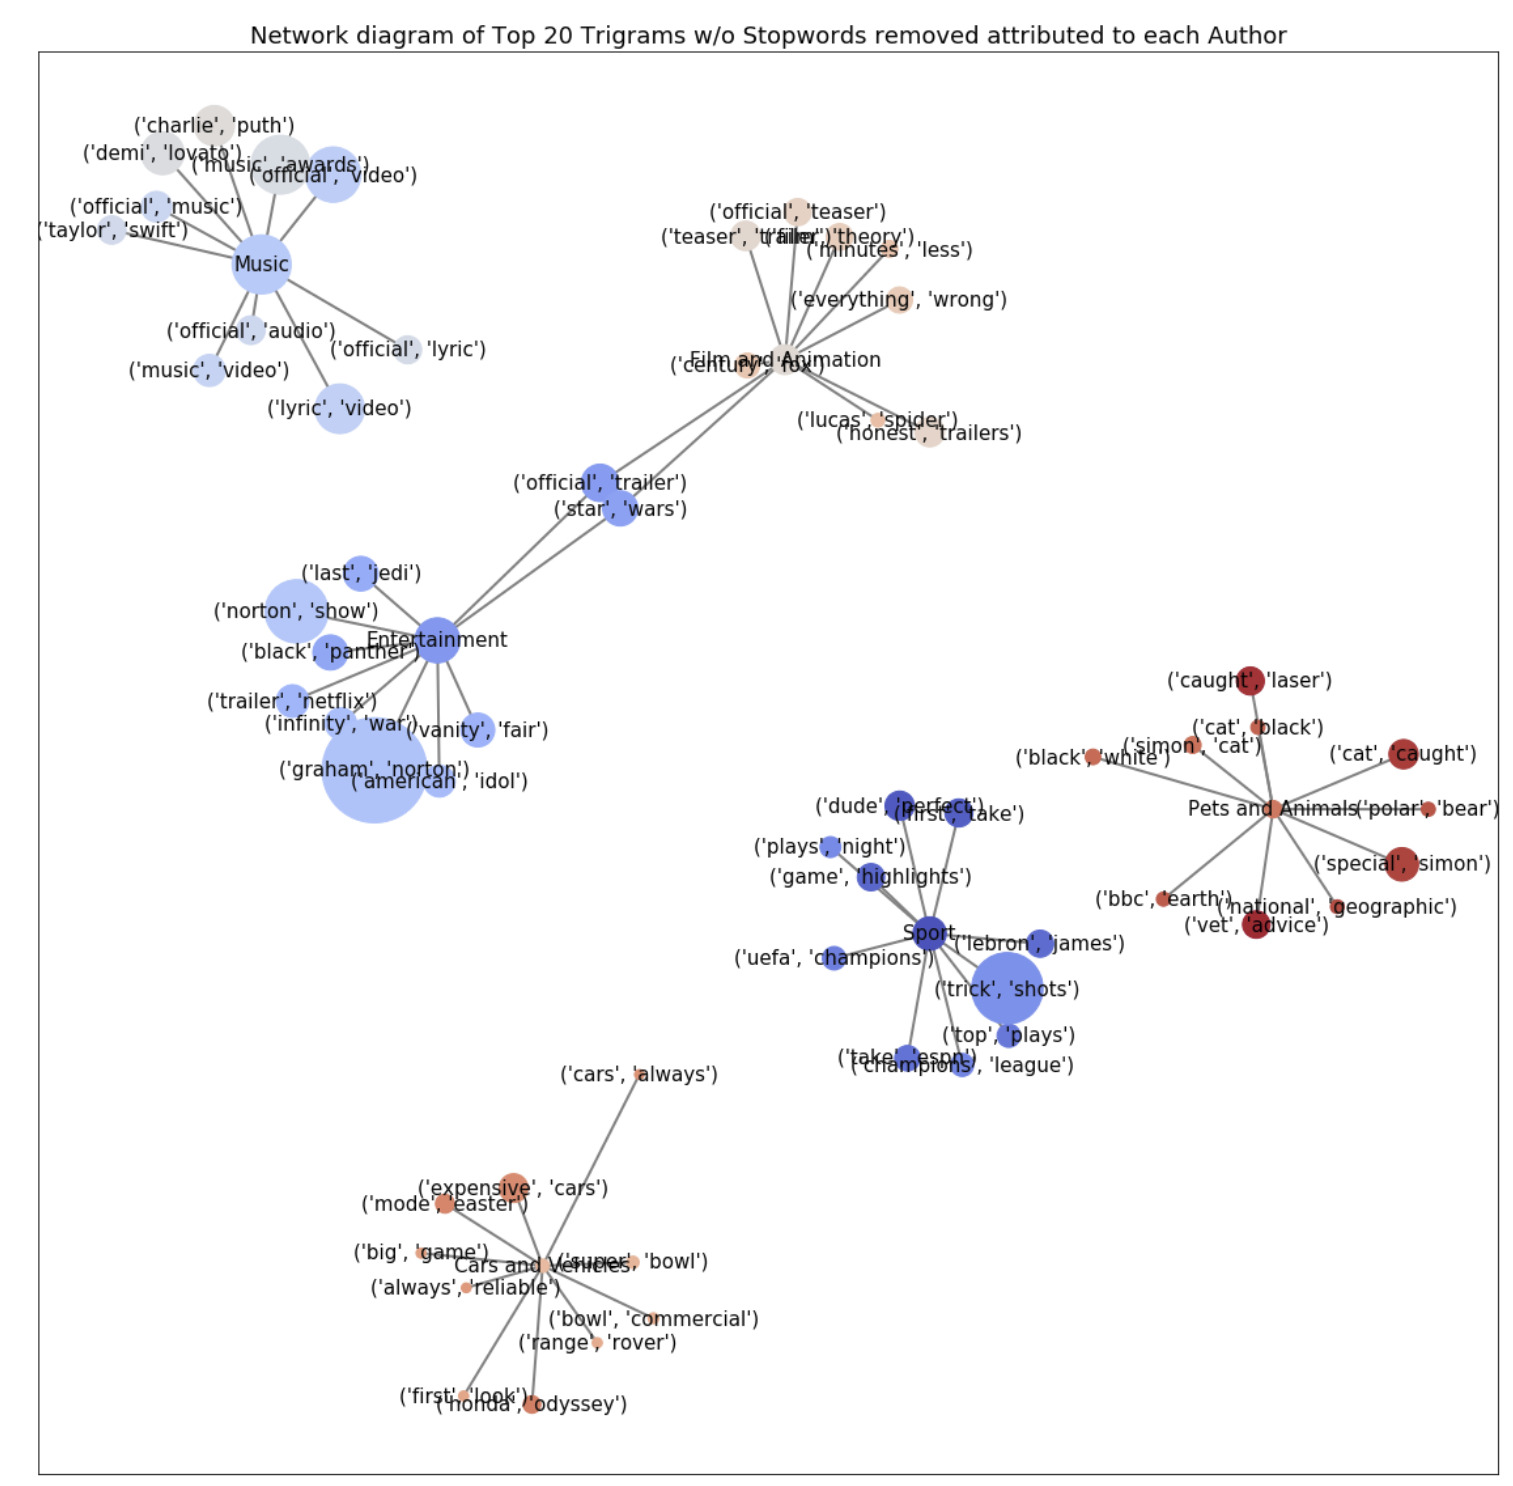 Network diagram of Top 20 Trigrams w/o Stopwords removed attributed to each Author
('charlie', 'puth')
('demi', 'lovato')
('music', 'awards')
('official', 'video')
('official', 'music')
('taylor', 'swift')
Music
('official', 'audio')
('official', 'lyric')
('music', 'video')
('lyric', 'video')
('official', 'teaser')
('teaser', 'trailer')
('film', 'theory')
('minutes', 'less')
('everything', 'wrong')
Film and Animation
('century', 'fox')
('lucas', 'spider')
('honest', 'trailers')
('official', 'trailer')
('star', 'wars')
('last', 'jedi')
('norton', 'show')
Entertainment
('black', 'panther')
('trailer', 'netflix')
('infinity', 'war')
('vanity', 'fair')
('graham', 'norton')
('american', 'idol')
('caught', 'laser')
('cat', 'black')
('simon', 'cat')
('black', 'white')
('cat', 'caught')
Pets and Animals
('polar', 'bear')
('special', 'simon')
('bbc', 'earth')
('national', 'geographic')
('vet', 'advice')
('dude', 'perfect')
('first', 'take')
('plays', 'night')
('game', 'highlights')
Sport
('lebron', 'james')
('uefa', 'champions')
('trick', 'shots')
('top', 'plays')
('take', 'espn')
('champions', 'league')
('cars', 'always')
('expensive', 'cars')
('mode', 'easter')
('big', 'game')
Cars and Vehicles
('super', 'bowl')
('always', 'reliable')
('bowl', 'commercial')
('range', 'rover')
('first', 'look')
('honda', 'odyssey')